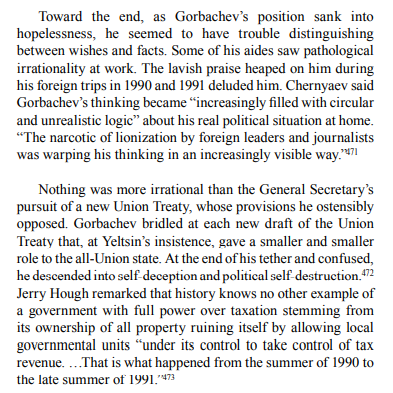 Toward the end, as Gorbachev’s position sank into
hopelessness, he seemed to have trouble distinguishing
between wishes and facts. Some of his aides saw pathological
irrationality at work. The lavish praise heaped on him during
his foreign trips in 1990 and 1991 deluded him. Chernyaev said
Gorbachev’s thinking became “increasingly filled with circular
and unrealistic logic” about his real political situation at home.
“The narcotic of lionization by foreign leaders and journalists
was warping his thinking in an increasingly visible way.”471
Nothing was more irrational than the General Secretary’s
pursuit of a new Union Treaty, whose provisions he ostensibly
opposed. Gorbachev bridled at each new draft of the Union
Treaty that, at Yeltsin’s insistence, gave a smaller and smaller
role to the all-Union state. At the end of his tether and confused,
he descended into self-deception and political self-destruction.472
Jerry Hough remarked that history knows no other example of
a government with full power over taxation stemming from
its ownership of all property ruining itself by allowing local
governmental units “under its control to take control of tax
revenue. …That is what happened from the summer of 1990 to
the late summer of 1991.”473